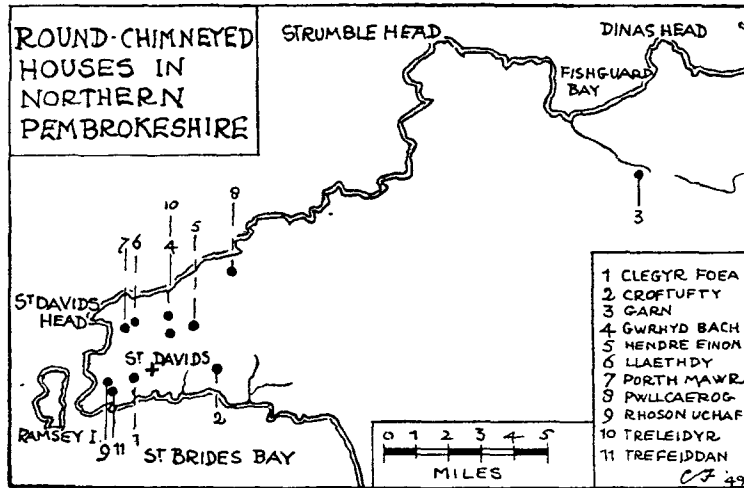 ROUND-CHIMNEYED
HOUSES IN
NORTHERN
PEMBROKESHIRE
STRUMBLE HEAD
DINAS HEAD
FISHGUARD
BAY
3
8
10
5
7 6 4
ST DAVIDS
HEAD
ST DAVIDS
RAMSEY I.
9 11 1
2
ST BRIDES BAY
0 1 2 3 4 5
MILES
1 CLEGYR FOEA
2 CROFTUFTY
3 GARN
4 GWRHYD BACH
5 HENDRE EINON
6 LLAETHDY
7 PORTH MAWR
8 PWLLCAEROG
9 RHOSON UCHAF
10 TRELEIDYR
11 TREFEIDDAN
CF '49